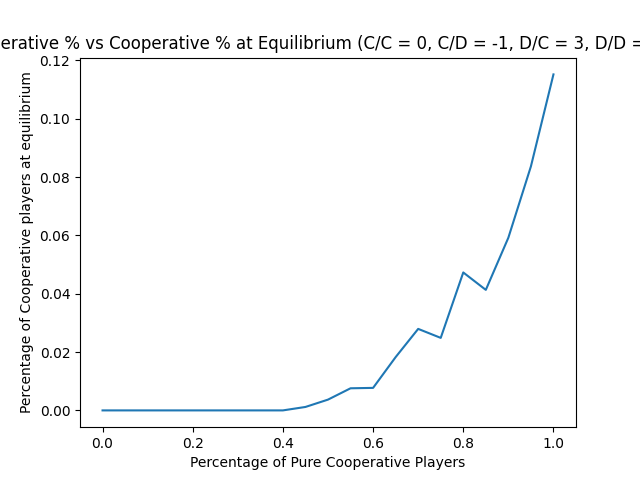 erative % vs Cooperative % at Equilibrium (C/C = 0, C/D = -1, D/C = 3, D/D =
0.12
0.10
0.08
0.06
0.04
0.02
0.00
Percentage of Cooperative players at equilibrium
0.0 0.2 0.4 0.6 0.8 1.0
Percentage of Pure Cooperative Players